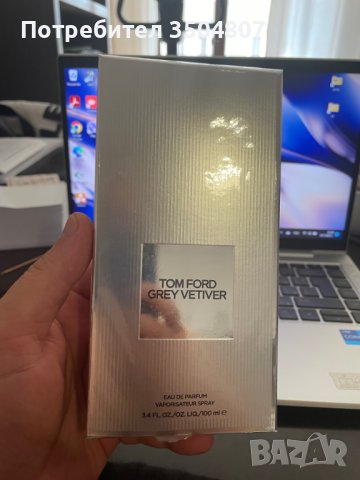 Потребител 3504807
TOM FORD
GREY VETIVER
EAU DE PARFUM
VAPORISATEUR SPRAY
3.4 FL. OZ./OZ. LIQ./100 ml ℮
BAZAR